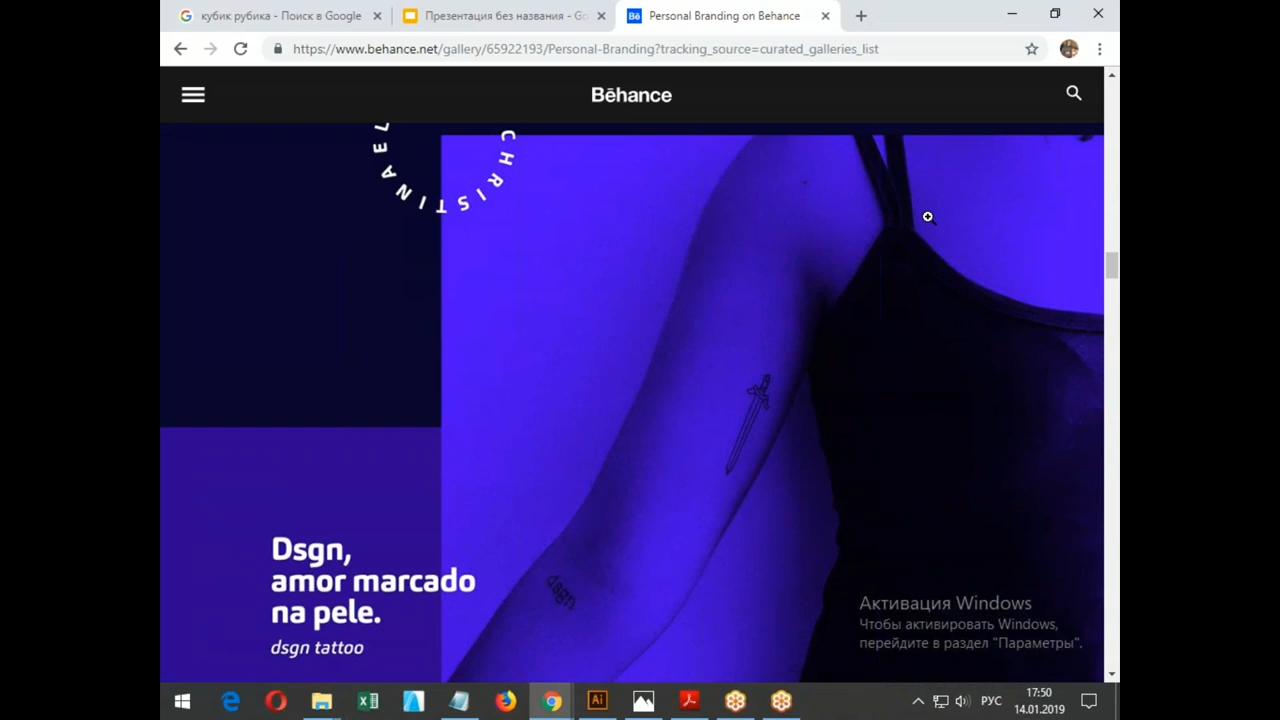 кубик рубика - Поиск в Google
Презентация без названия - Go
Personal Branding on Behance
https://www.behance.net/gallery/65922193/Personal-Branding?tracking_source=curated_galleries_list
Bēhance
CHRISTINAEL
dsgn
Dsgn,
amor marcado
na pele.
dsgn tattoo
Активация Windows
Чтобы активировать Windows,
перейдите в раздел "Параметры".
РУС
17:50
14.01.2019